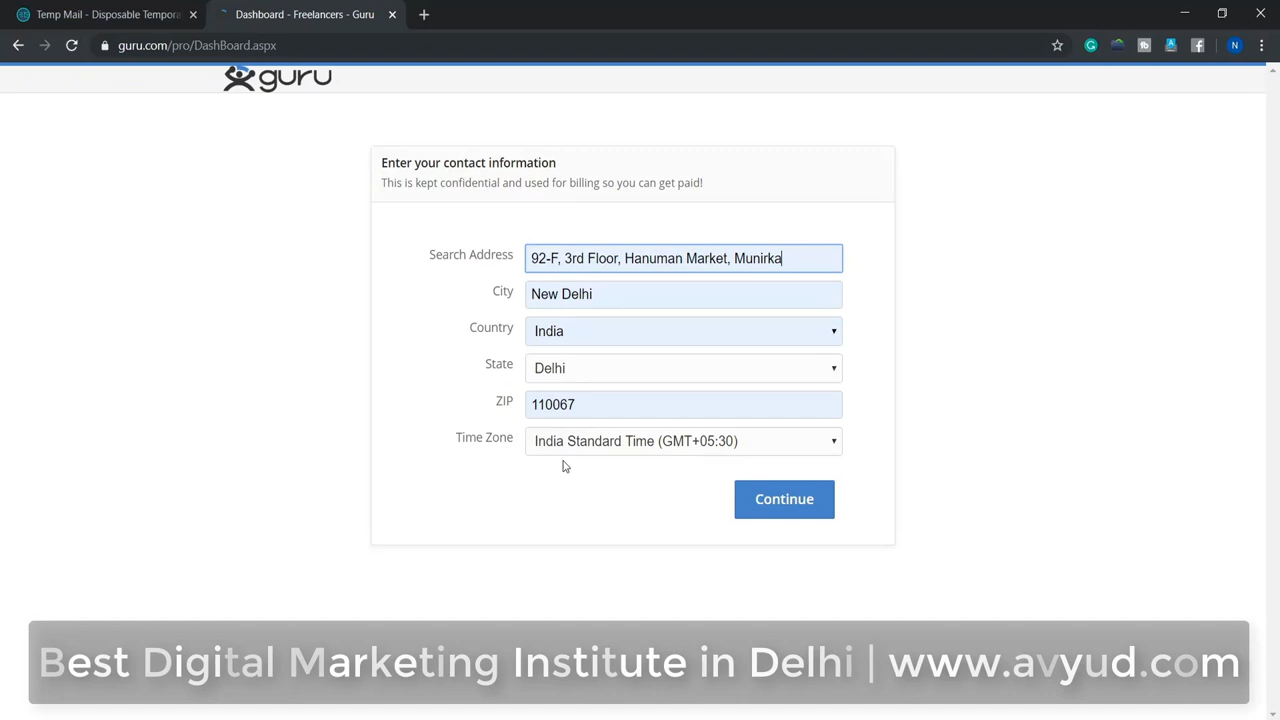 Temp Mail - Disposable Tempora
Dashboard - Freelancers - Guru
guru.com/pro/DashBoard.aspx
N
guru
Enter your contact information
This is kept confidential and used for billing so you can get paid!
Search Address 92-F, 3rd Floor, Hanuman Market, Munirka
City New Delhi
Country India
State Delhi
ZIP 110067
Time Zone India Standard Time (GMT+05:30)
Continue
Best Digital Marketing Institute in Delhi | www.avyud.com